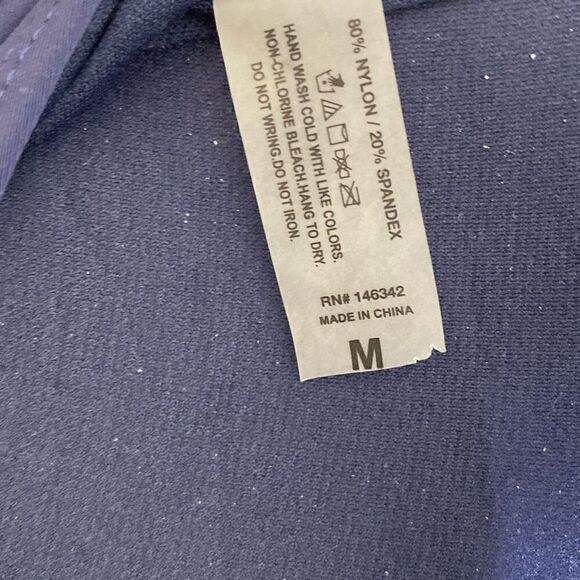 80% NYLON / 20% SPANDEX
HAND WASH COLD WITH LIKE COLORS.
NON-CHLORINE BLEACH.HANG TO DRY.
DO NOT WRING.DO NOT IRON.
RN# 146342
MADE IN CHINA
M